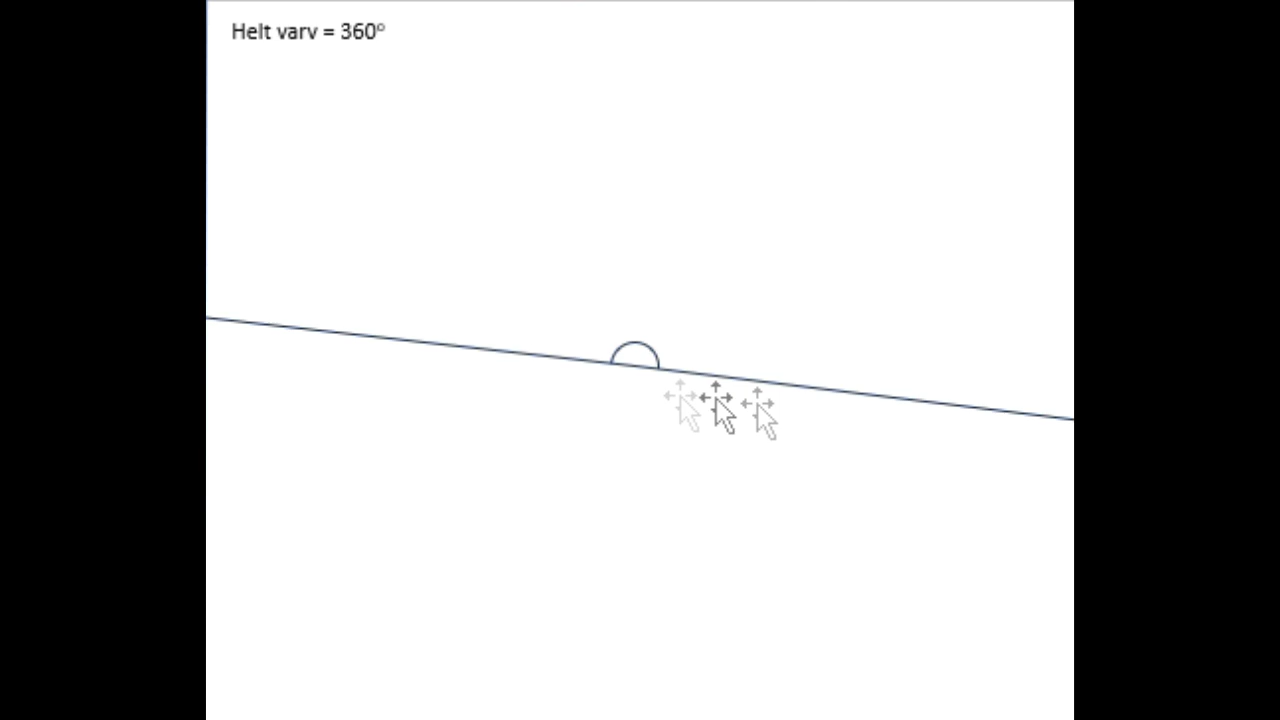 Helt varv = 360°